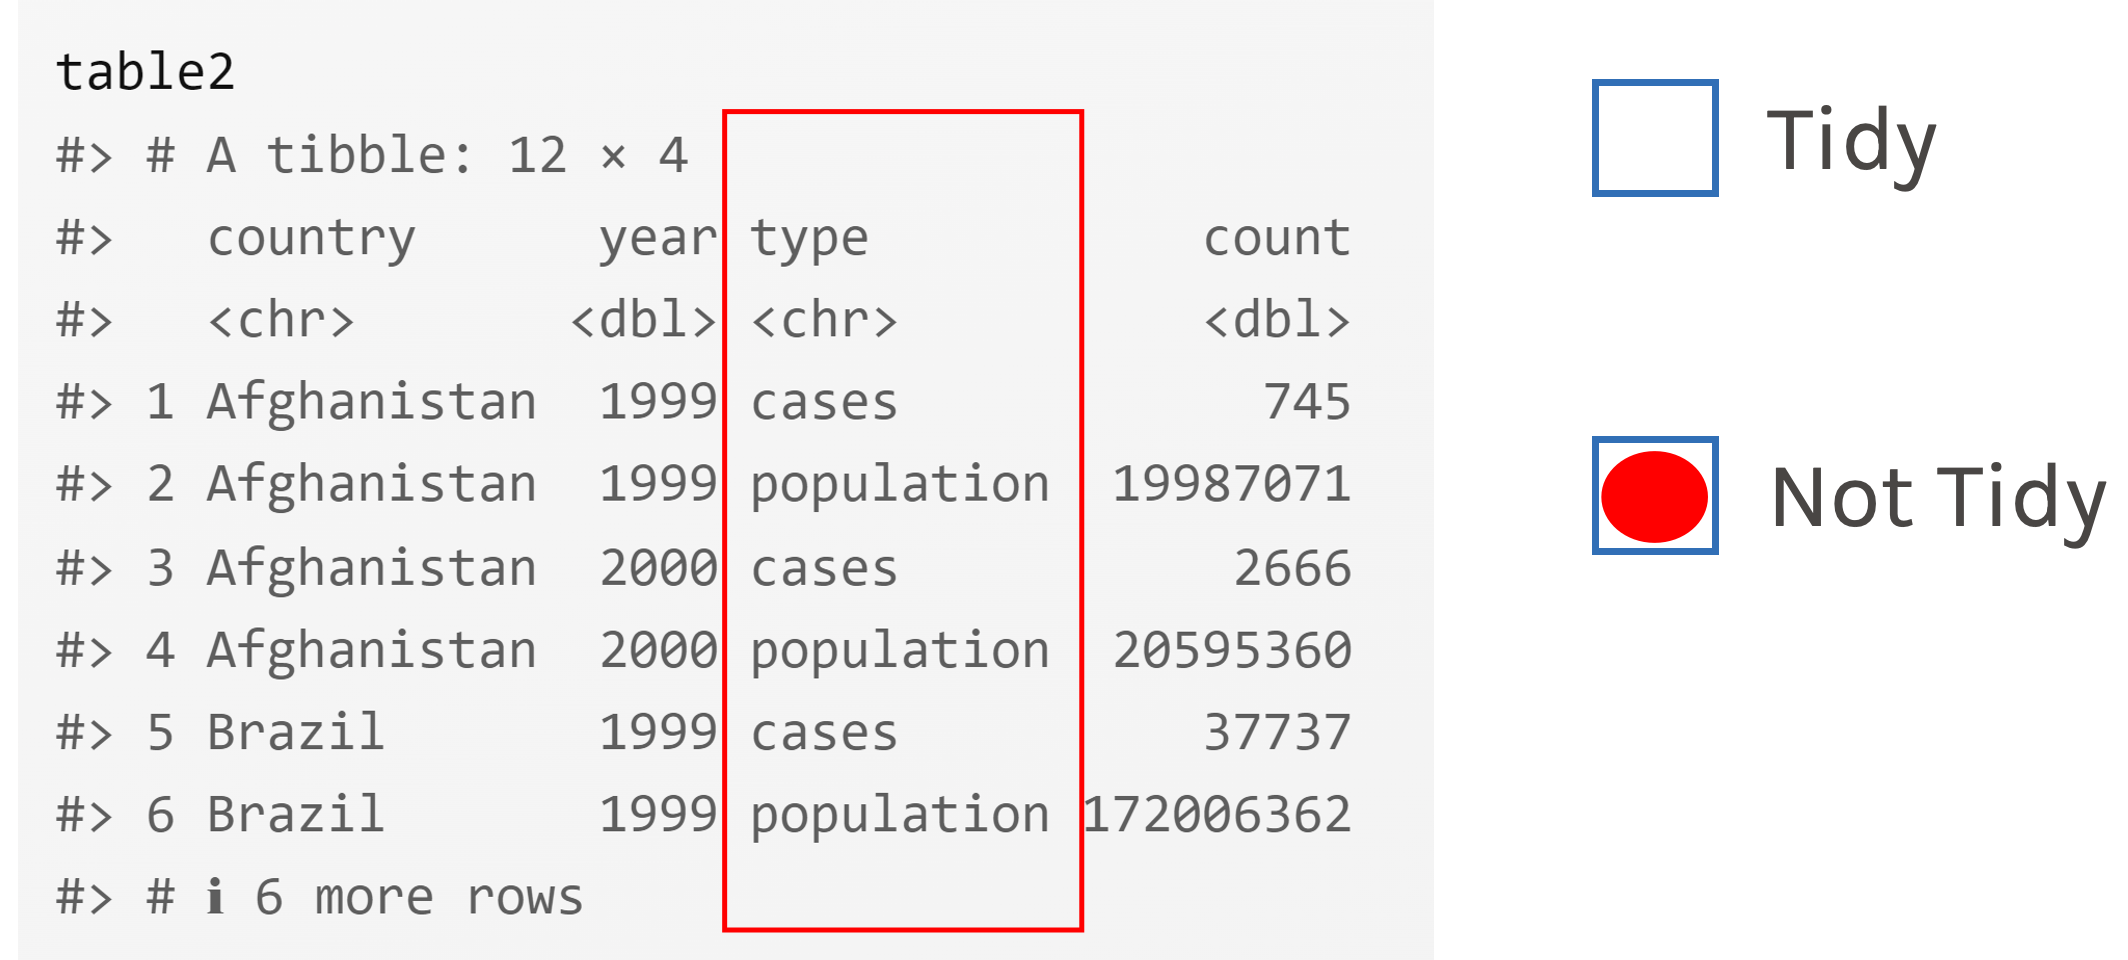 table2
#> # A tibble: 12 × 4
#>   country      year type           count
#>   <chr>       <dbl> <chr>          <dbl>
#> 1 Afghanistan  1999 cases            745
#> 2 Afghanistan  1999 population  19987071
#> 3 Afghanistan  2000 cases           2666
#> 4 Afghanistan  2000 population  20595360
#> 5 Brazil       1999 cases          37737
#> 6 Brazil       1999 population 172006362
#> # ℹ 6 more rows
Tidy
Not Tidy